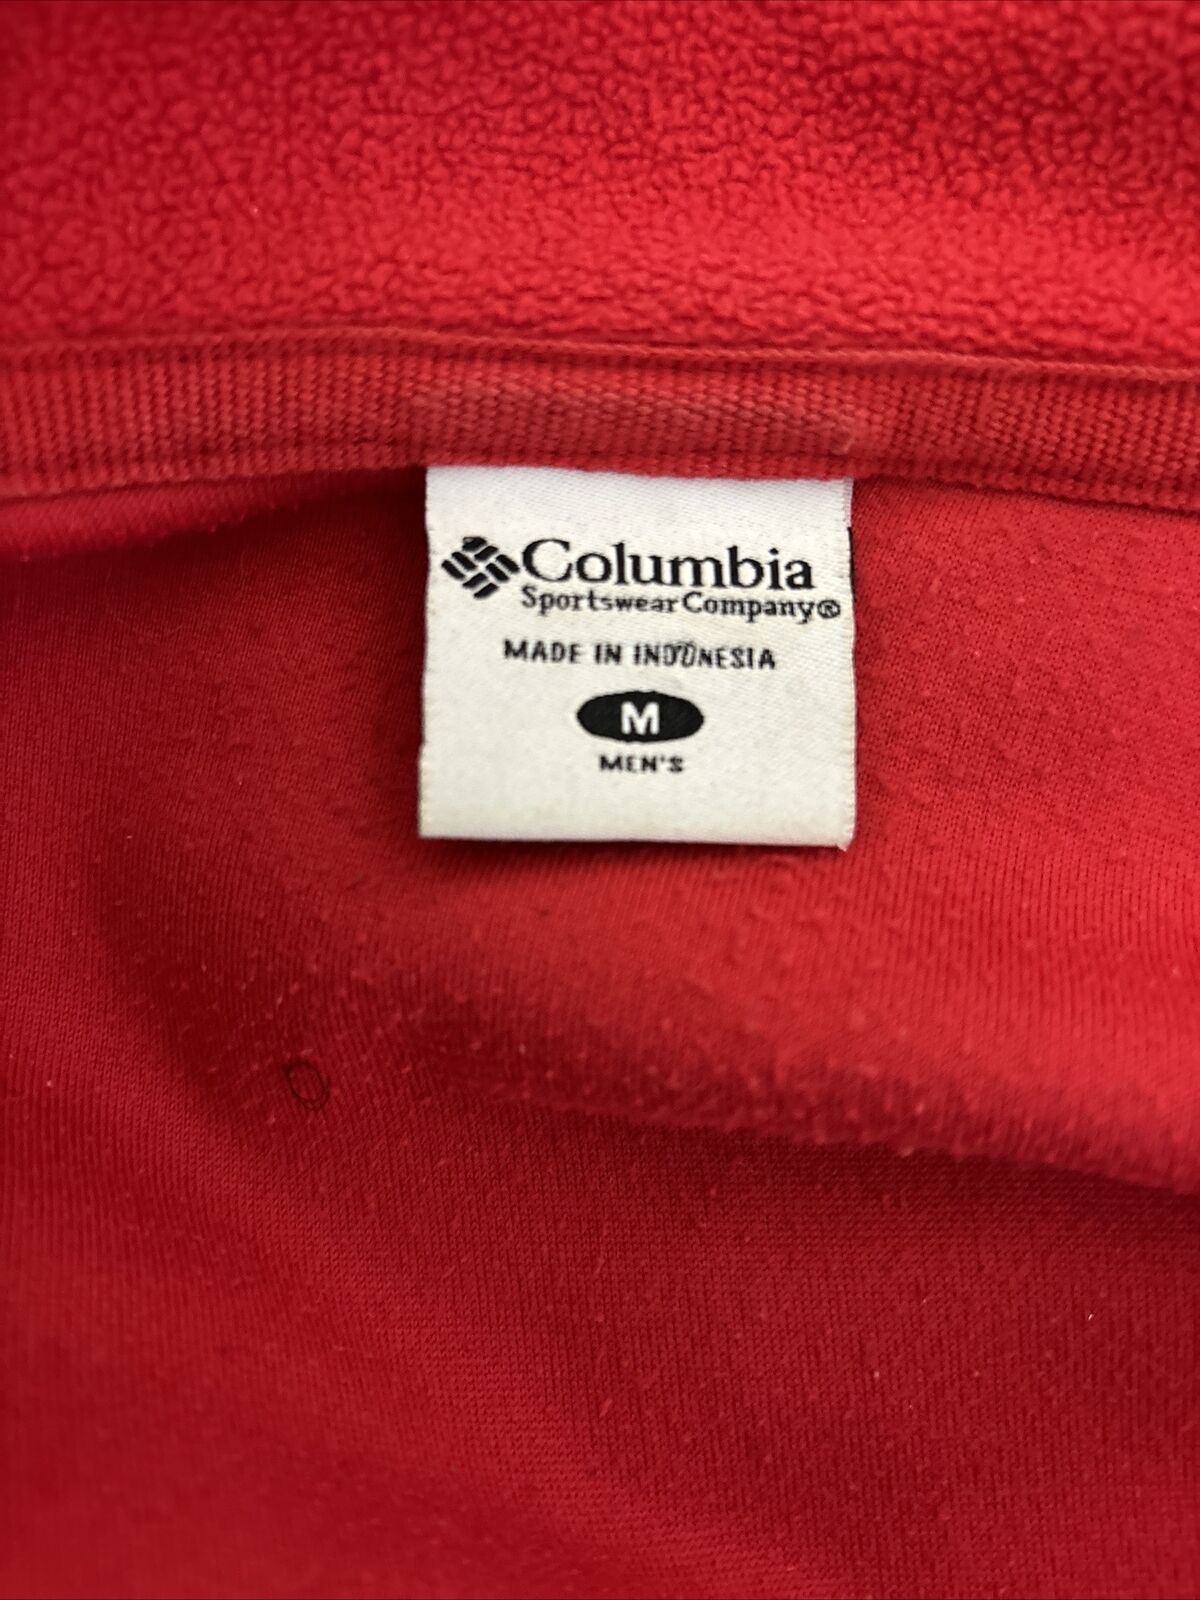 Columbia
Sportswear Company®
MADE IN INDONESIA
M
MEN'S